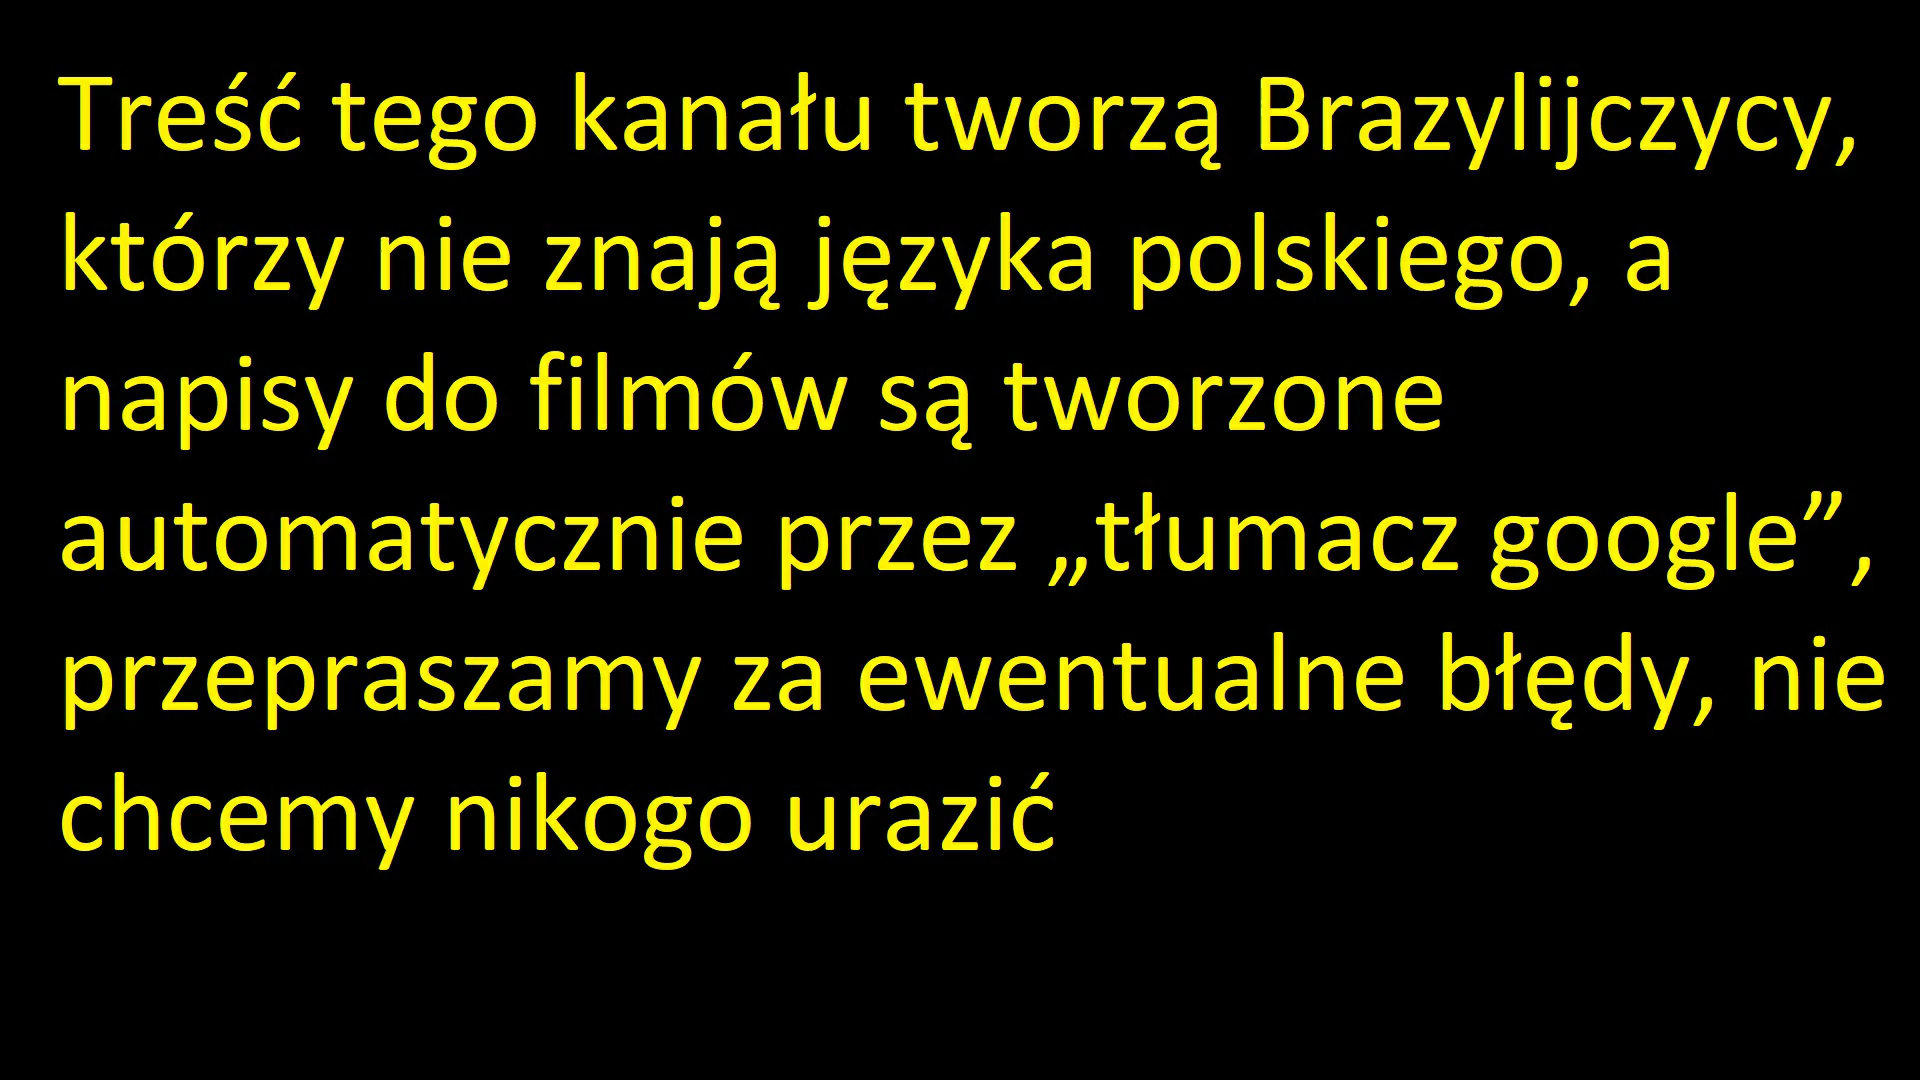 Treść tego kanału tworzą Brazylijczycy,
którzy nie znają języka polskiego, a
napisy do filmów są tworzone
automatycznie przez „tłumacz google”,
przepraszamy za ewentualne błędy, nie
chcemy nikogo urazić